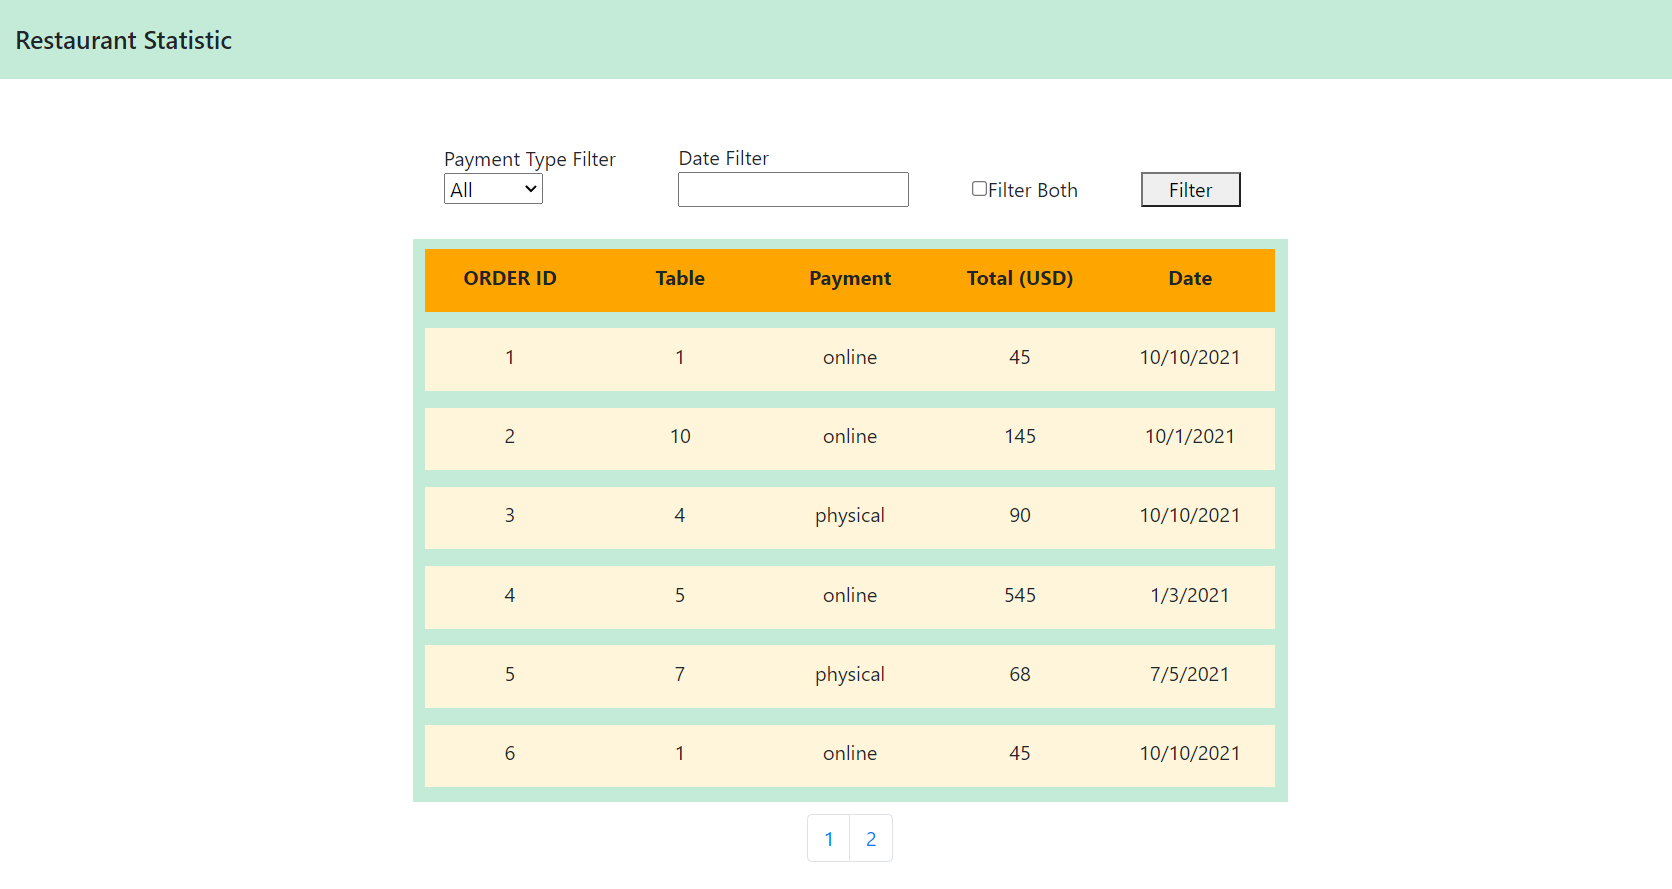 Restaurant Statistic
Payment Type Filter
Date Filter
All
Filter Both
Filter
ORDER ID Table Payment Total (USD) Date
1 1 online 45 10/10/2021
2 10 online 145 10/1/2021
3 4 physical 90 10/10/2021
4 5 online 545 1/3/2021
5 7 physical 68 7/5/2021
6 1 online 45 10/10/2021
1 2